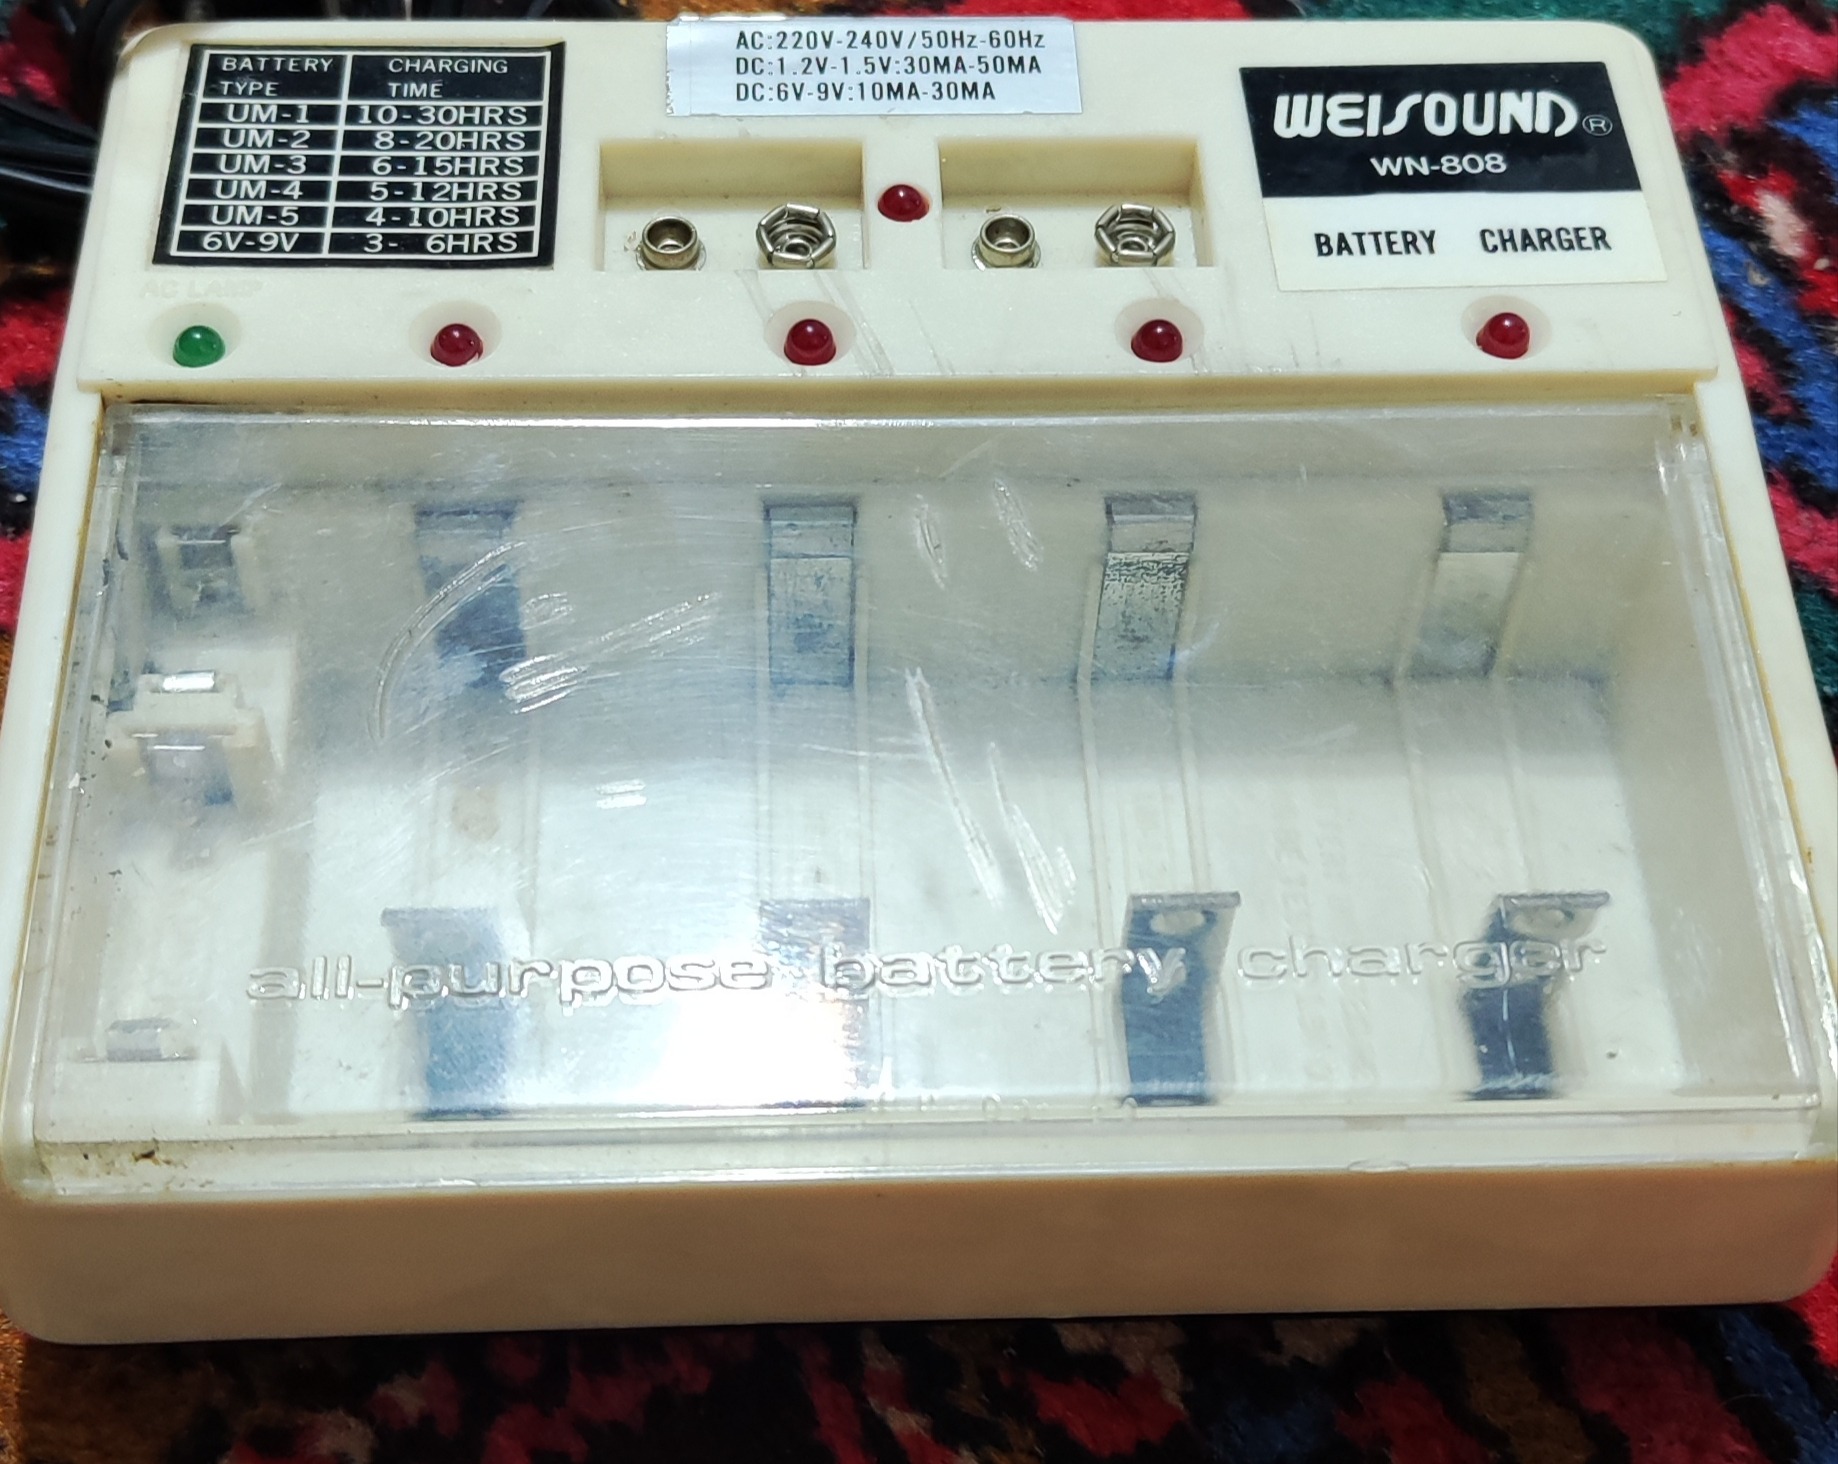 AC:220V-240V/50Hz-60Hz
DC:1.2V-1.5V:30MA-50MA
DC:6V-9V:10MA-30MA
BATTERY TYPE CHARGING TIME
UM-1 10-30HRS
UM-2 8-20HRS
UM-3 6-15HRS
UM-4 5-12HRS
UM-5 4-10HRS
6V-9V 3- 6HRS
WEISOUND®
WN-808
BATTERY CHARGER
AC LAMP
all-purpose battery charger